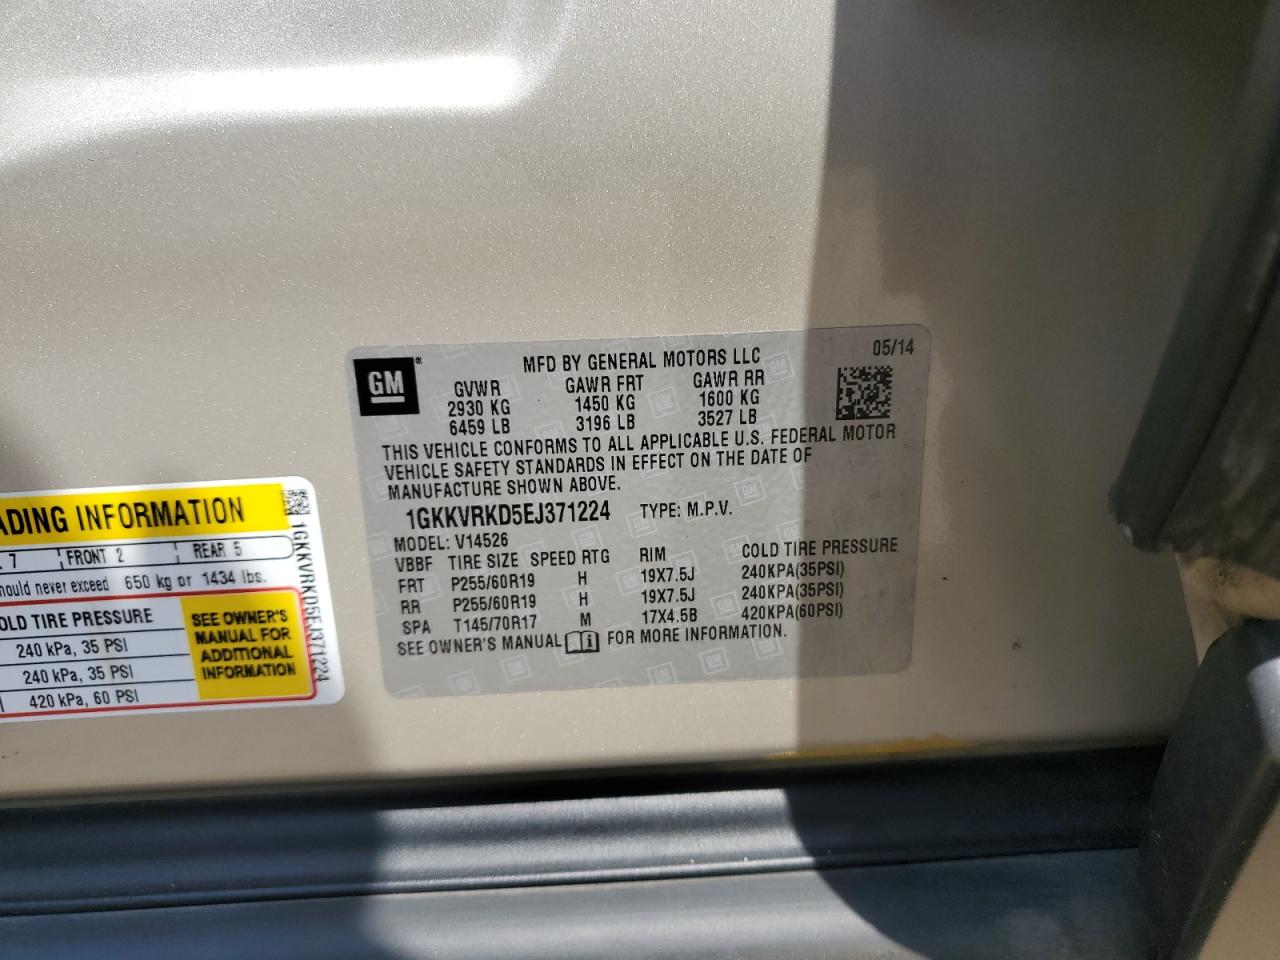 GM
®
MFD BY GENERAL MOTORS LLC
05/14
GVWR GAWR FRT GAWR RR
2930 KG 1450 KG 1600 KG
6459 LB 3196 LB 3527 LB
THIS VEHICLE CONFORMS TO ALL APPLICABLE U.S. FEDERAL MOTOR
VEHICLE SAFETY STANDARDS IN EFFECT ON THE DATE OF
MANUFACTURE SHOWN ABOVE.
1GKKVRKD5EJ371224 TYPE: M.P.V.
MODEL: V14526
VBBF TIRE SIZE SPEED RTG RIM COLD TIRE PRESSURE
FRT P255/60R19 H 19X7.5J 240KPA(35PSI)
RR P255/60R19 H 19X7.5J 240KPA(35PSI)
SPA T145/70R17 M 17X4.5B 420KPA(60PSI)
SEE OWNER'S MANUAL FOR MORE INFORMATION.
ADING INFORMATION
7 FRONT 2 REAR 5
hould never exceed 650 kg or 1434 lbs.
OLD TIRE PRESSURE
240 kPa, 35 PSI
240 kPa, 35 PSI
420 kPa, 60 PSI
SEE OWNER'S
MANUAL FOR
ADDITIONAL
INFORMATION
1GKKVRKD5EJ371224